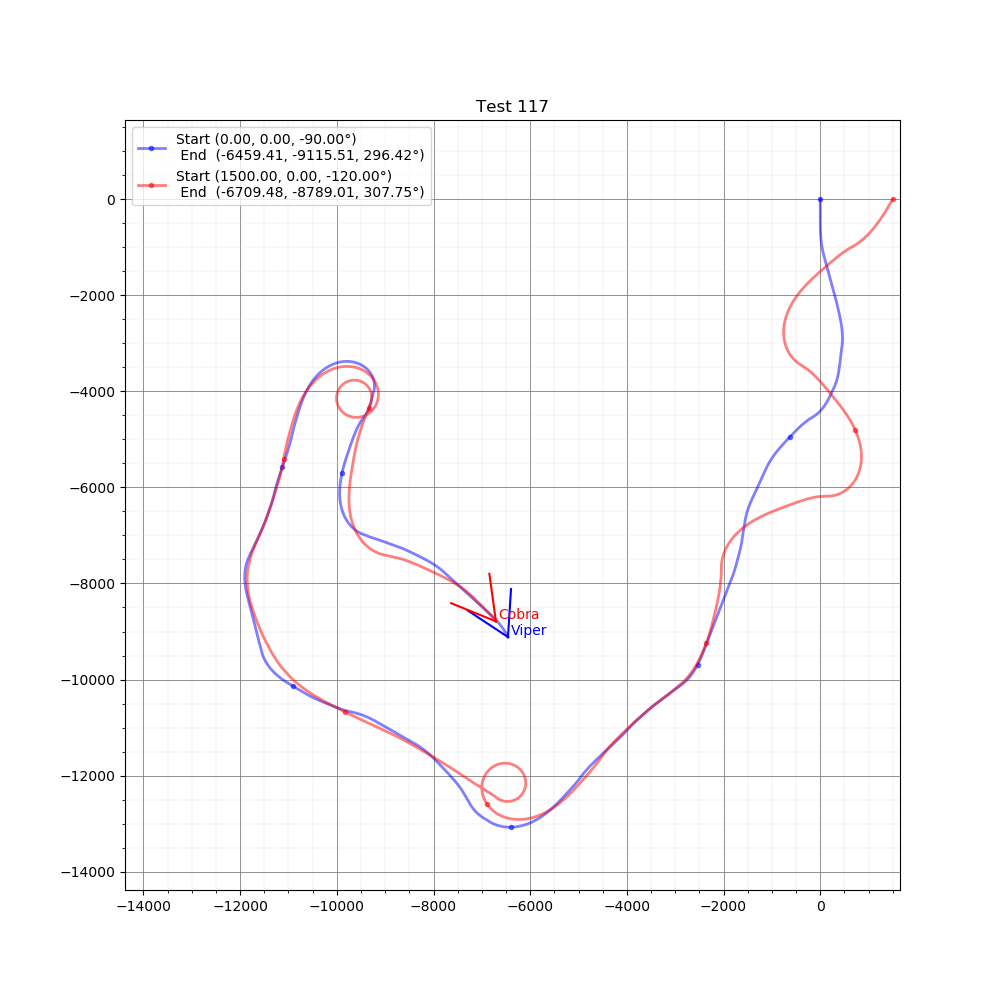 Test 117
Start (0.00, 0.00, -90.00°)
End  (-6459.41, -9115.51, 296.42°)
Start (1500.00, 0.00, -120.00°)
End  (-6709.48, -8789.01, 307.75°)
0
−2000
−4000
−6000
−8000
−10000
−12000
−14000
Cobra
Viper
−14000 −12000 −10000 −8000 −6000 −4000 −2000 0